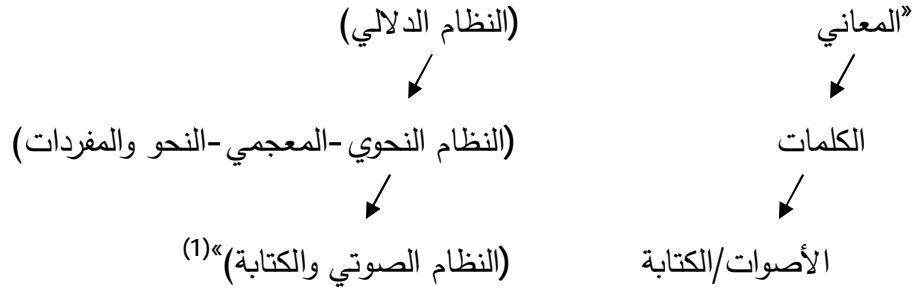 «المعاني (النظام الدلالي)
الكلمات (النظام النحوي-المعجمي-النحو والمفردات)
الأصوات/الكتابة (النظام الصوتي والكتابة)»(1)